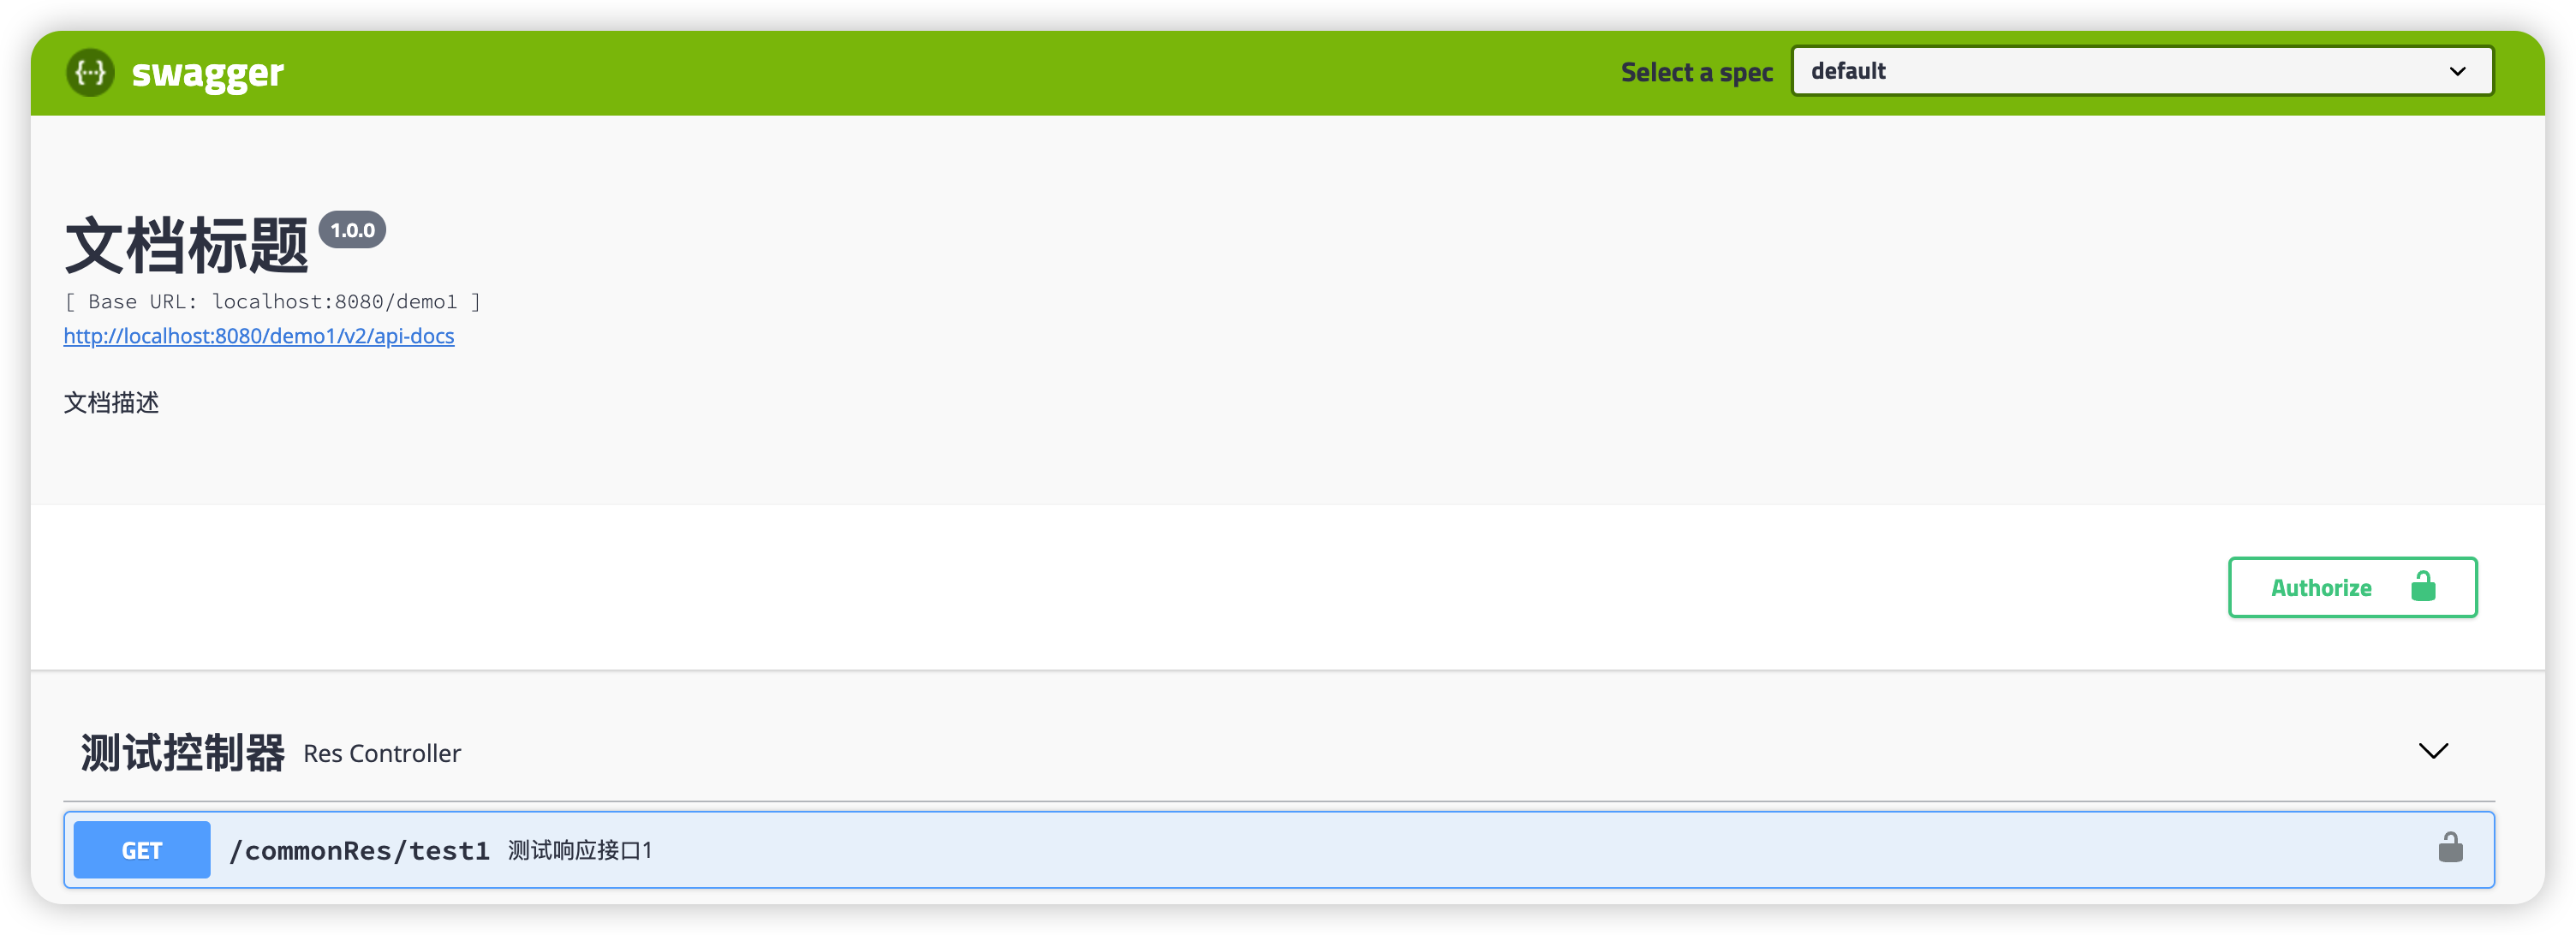 swagger
Select a spec default
文档标题 1.0.0
[ Base URL: localhost:8080/demo1 ]
http://localhost:8080/demo1/v2/api-docs
文档描述
Authorize
测试控制器 Res Controller
GET /commonRes/test1 测试响应接口1